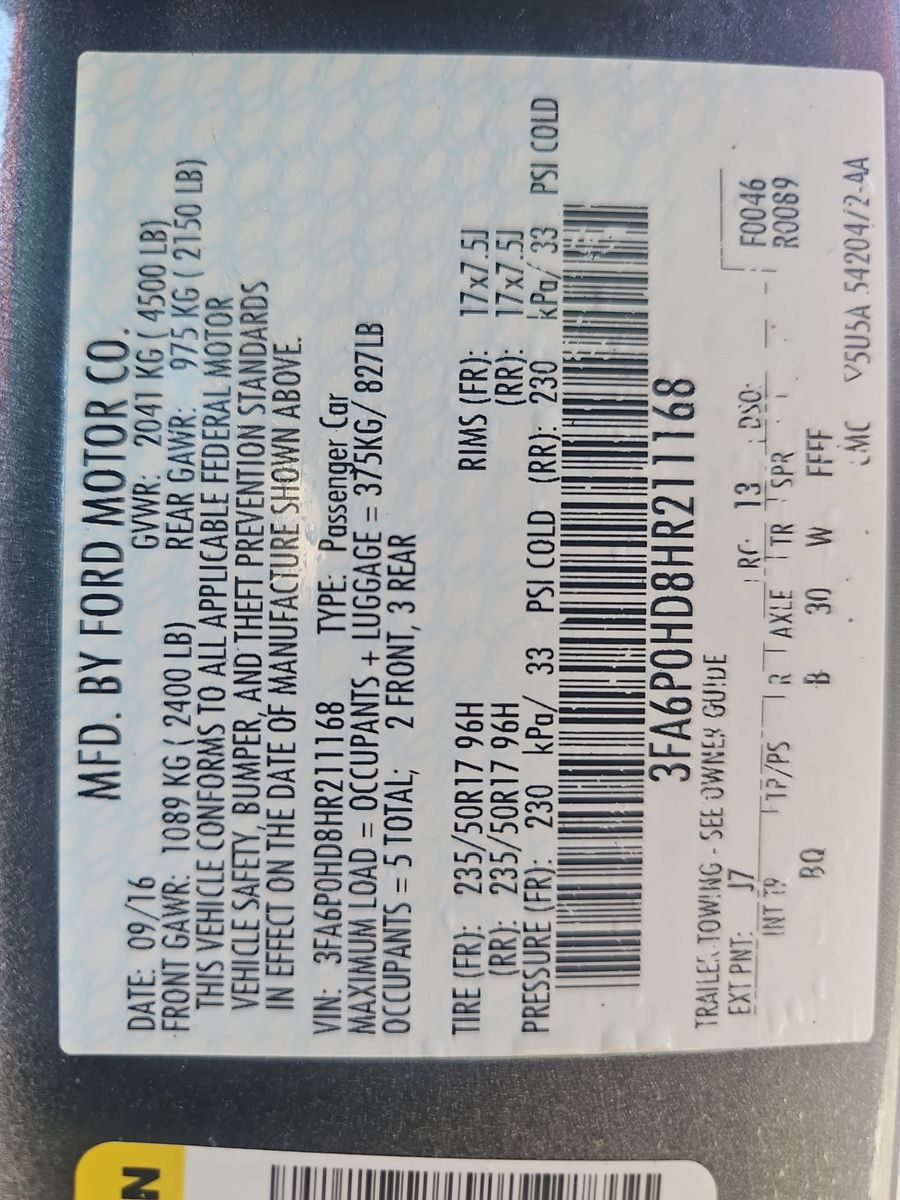 MFD. BY FORD MOTOR CO.
DATE: 09/16 GVWR: 2041 KG ( 4500 LB)
FRONT GAWR: 1089 KG ( 2400 LB) REAR GAWR: 975 KG ( 2150 LB)
THIS VEHICLE CONFORMS TO ALL APPLICABLE FEDERAL MOTOR
VEHICLE SAFETY, BUMPER, AND THEFT PREVENTION STANDARDS
IN EFFECT ON THE DATE OF MANUFACTURE SHOWN ABOVE.
VIN: 3FA6P0HD8HR211168 TYPE: Passenger Car
MAXIMUM LOAD = OCCUPANTS + LUGGAGE = 375KG/ 827LB
OCCUPANTS = 5 TOTAL; 2 FRONT, 3 REAR
TIRE (FR): 235/50R17 96H RIMS (FR): 17x7.5J
(RR): 235/50R17 96H (RR): 17x7.5J
PRESSURE (FR): 230 kPa/ 33 PSI COLD (RR): 230 kPa/ 33 PSI COLD
3FA6P0HD8HR211168
TRAILER TOWING - SEE OWNER GUIDE
EXT PNT: J7 RC: 13 DSO: F0046
R0089
INT TR TP/PS R AXLE TR SPR
BQ B 30 W FFF
V5U5A 54204/2-AA